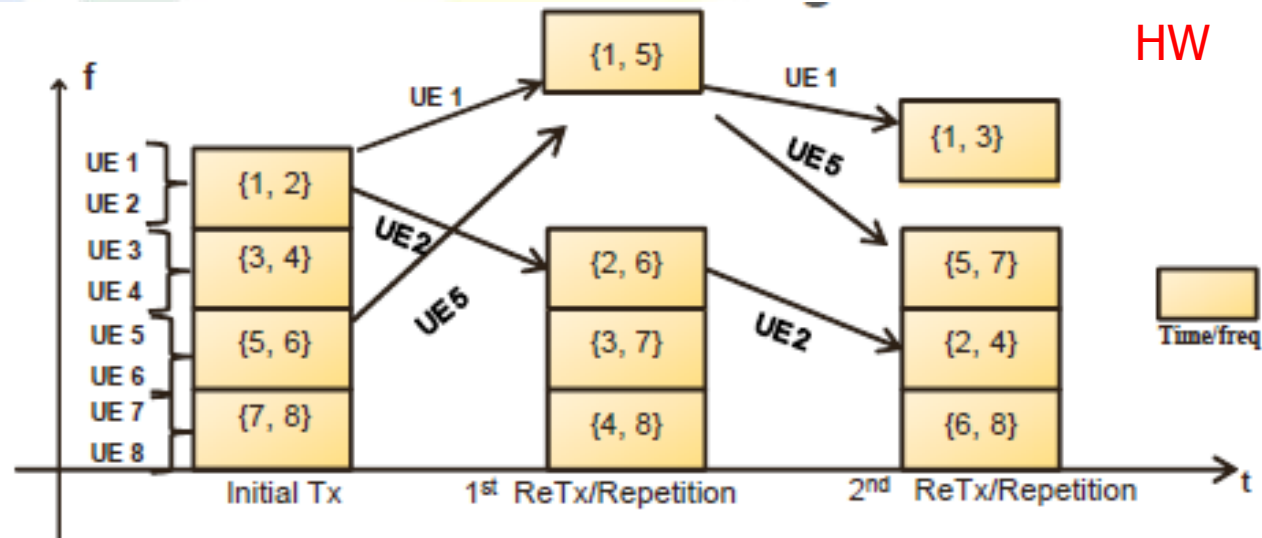 HW
f
{1, 5}
UE 1
UE 1
{1, 3}
UE 1
UE 2
{1, 2}
UE5
UE2
UE 3
UE 4
{3, 4}
{2, 6}
{5, 7}
UE5
UE 5
UE 6
{5, 6}
{3, 7}
UE2
{2, 4}
Time/freq
UE 7
UE 8
{7, 8}
{4, 8}
{6, 8}
Initial Tx
1st ReTx/Repetition
2nd ReTx/Repetition
t